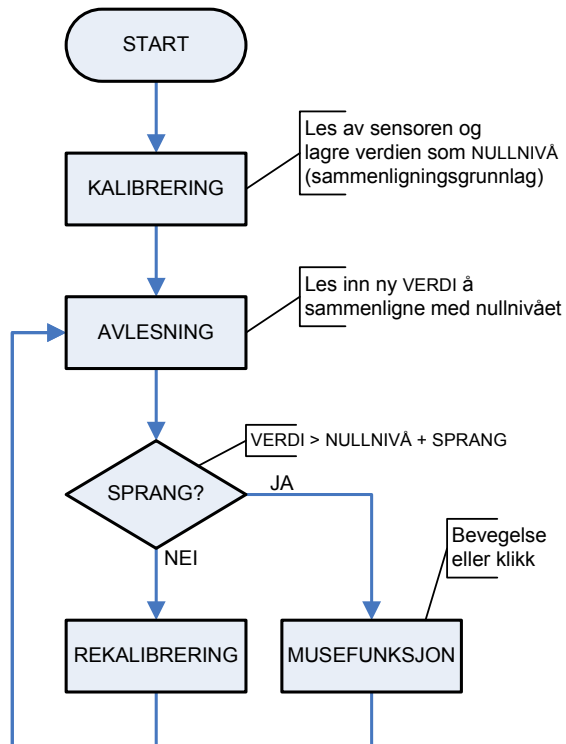 START
Les av sensoren og
lagre verdien som NULLNIVÅ
(sammenligningsgrunnlag)
KALIBRERING
Les inn ny VERDI å
sammenligne med nullnivået
AVLESNING
VERDI > NULLNIVÅ + SPRANG
SPRANG?
JA
NEI
Bevegelse
eller klikk
REKALIBRERING
MUSEFUNKSJON